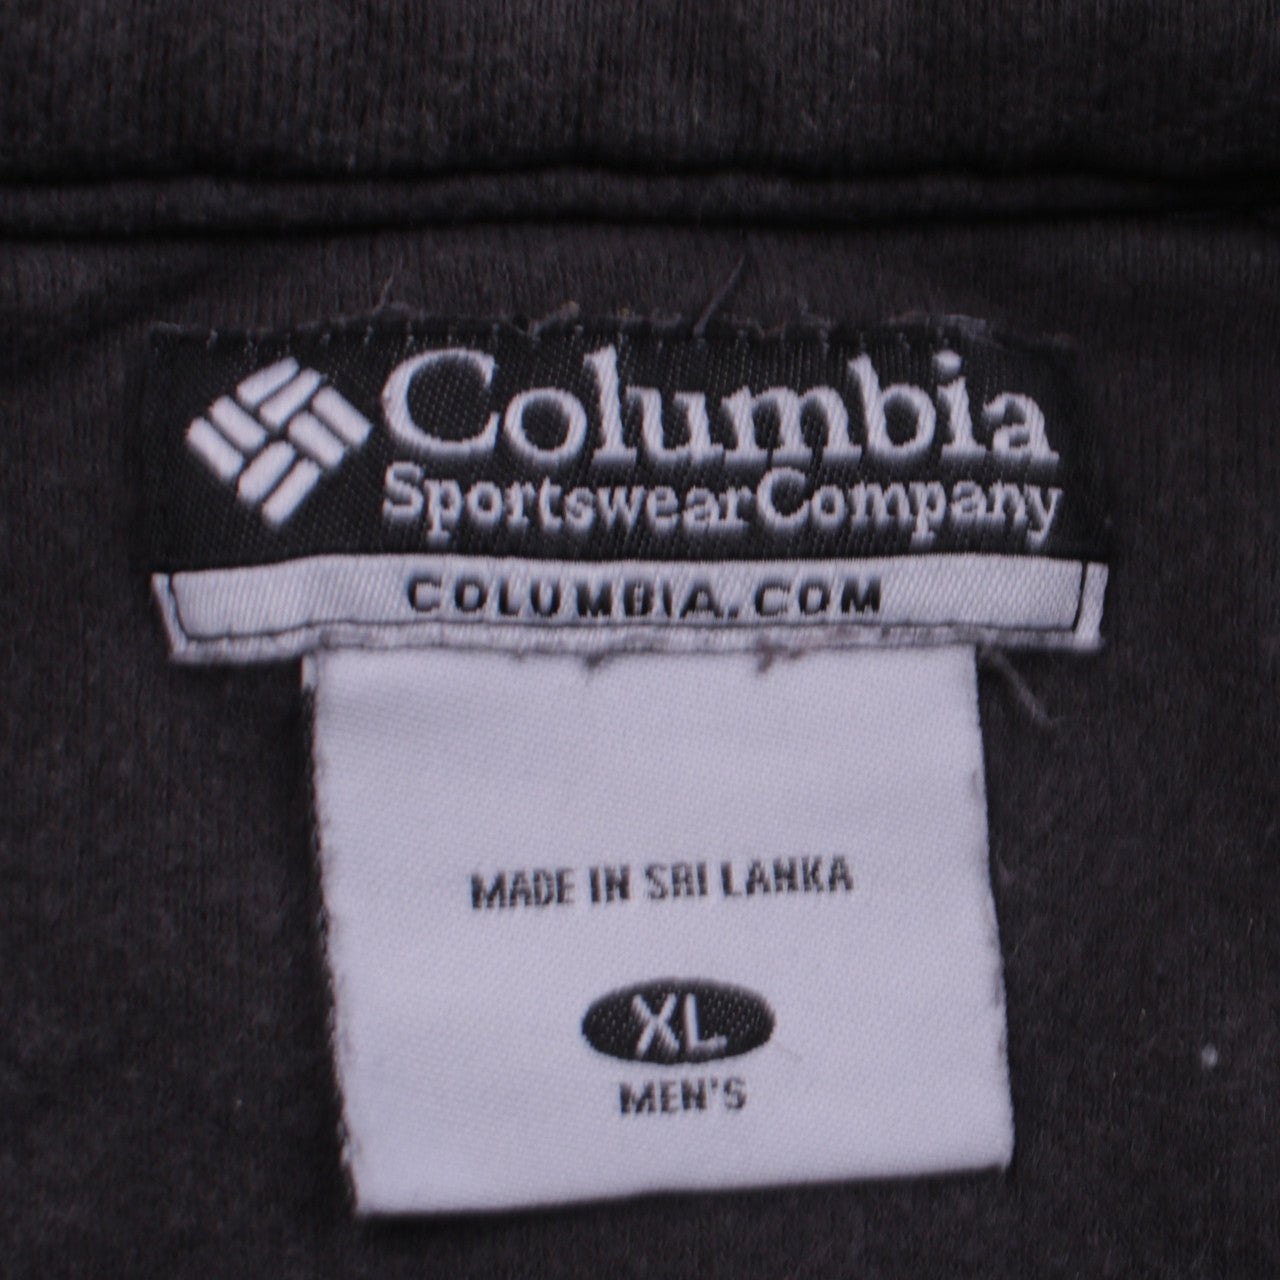 Columbia
Sportswear Company
COLUMBIA.COM
MADE IN SRI LANKA
XL
MEN'S